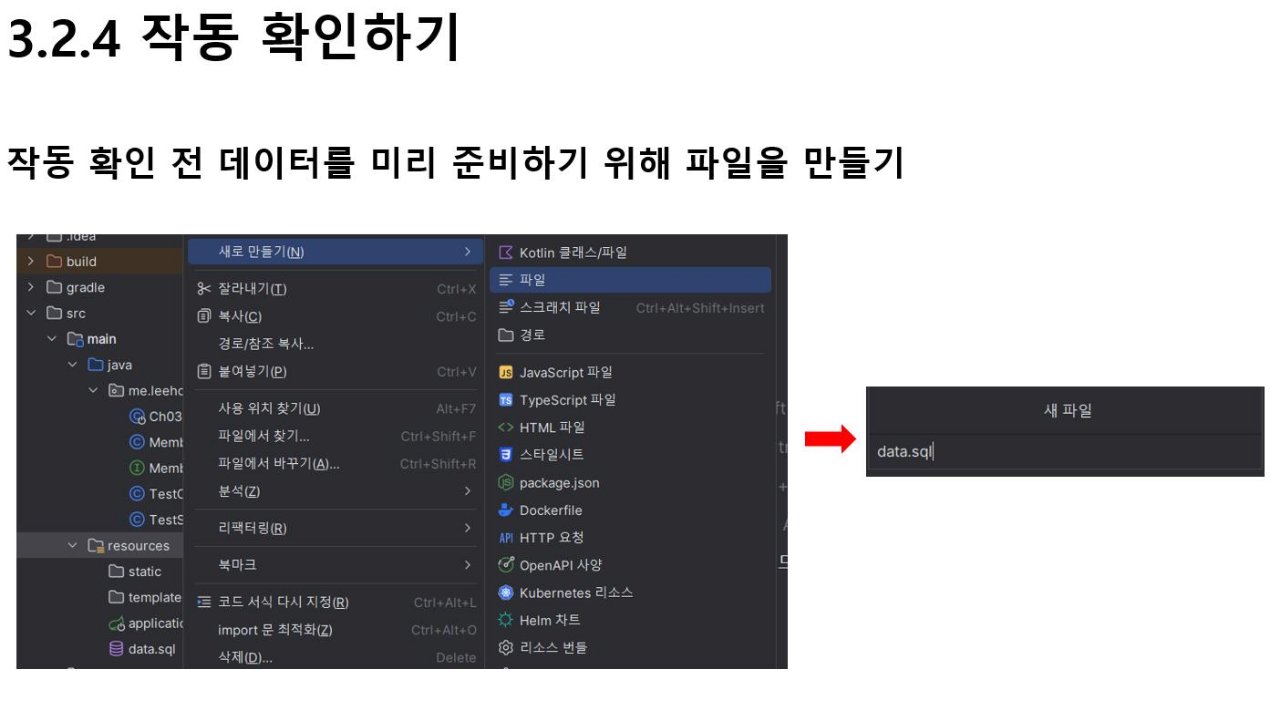 3.2.4 작동 확인하기
작동 확인 전 데이터를 미리 준비하기 위해 파일을 만들기
.idea
build
gradle
src
main
java
me.leeho
Ch03
Memb
Memb
TestC
TestS
resources
static
template
applicatio
data.sql
새로 만들기(N)
잘라내기(T) Ctrl+X
복사(C) Ctrl+C
경로/참조 복사...
붙여넣기(P) Ctrl+V
사용 위치 찾기(U) Alt+F7
파일에서 찾기... Ctrl+Shift+F
파일에서 바꾸기(A)... Ctrl+Shift+R
분석(Z)
리팩터링(R)
북마크
코드 서식 다시 지정(R) Ctrl+Alt+L
import 문 최적화(Z) Ctrl+Alt+O
삭제(D)... Delete
Kotlin 클래스/파일
파일
스크래치 파일 Ctrl+Alt+Shift+Insert
경로
JavaScript 파일
TypeScript 파일
HTML 파일
스타일시트
package.json
Dockerfile
HTTP 요청
OpenAPI 사양
Kubernetes 리소스
Helm 차트
리소스 번들
새 파일
data.sql